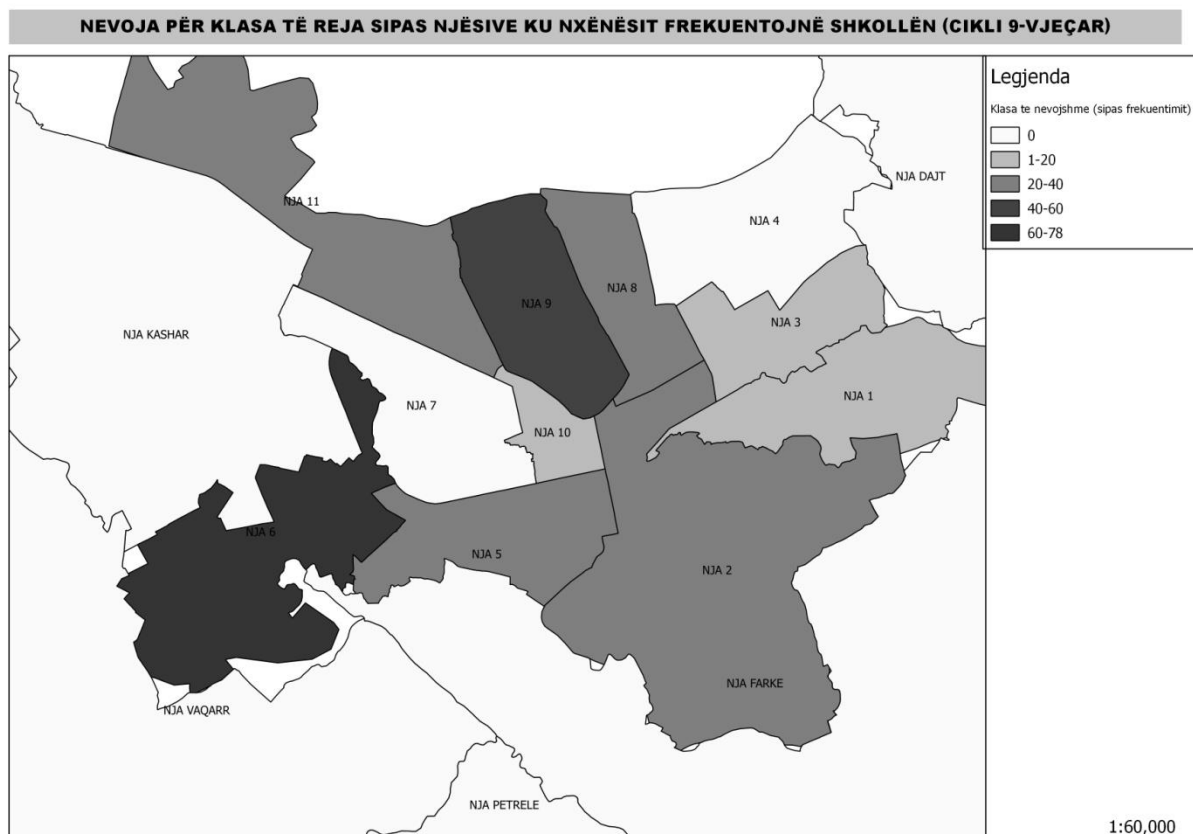 NEVOJA PËR KLASA TË REJA SIPAS NJËSIVE KU NXËNËSIT FREKUENTOJNË SHKOLLËN (CIKLI 9-VJEÇAR)
Legjenda
Klasa te nevojshme (sipas frekuentimit)
0
1-20
20-40
40-60
60-78
NJA DAJT
NJA 11
NJA 4
NJA 8
NJA 9
NJA 3
NJA KASHAR
NJA 1
NJA 7
NJA 10
NJA 6
NJA 5
NJA 2
NJA FARKE
NJA VAQARR
NJA PETRELE
1:60,000